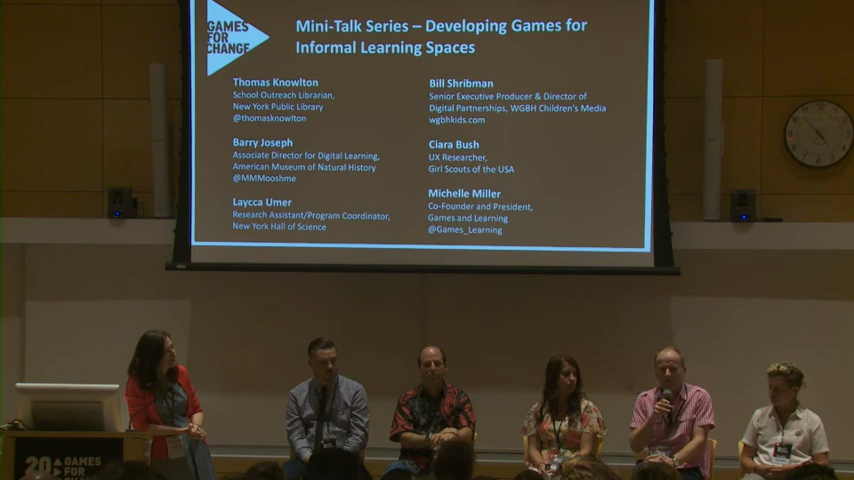 GAMES
FOR
CHANGE
Mini-Talk Series – Developing Games for
Informal Learning Spaces
Thomas Knowlton
School Outreach Librarian,
New York Public Library
@thomasknowlton
Barry Joseph
Associate Director for Digital Learning,
American Museum of Natural History
@MMMooshme
Laycca Umer
Research Assistant/Program Coordinator,
New York Hall of Science
Bill Shribman
Senior Executive Producer & Director of
Digital Partnerships, WGBH Children's Media
wgbhkids.com
Ciara Bush
UX Researcher,
Girl Scouts of the USA
Michelle Miller
Co-Founder and President,
Games and Learning
@Games_Learning
20
GAMES
FOR